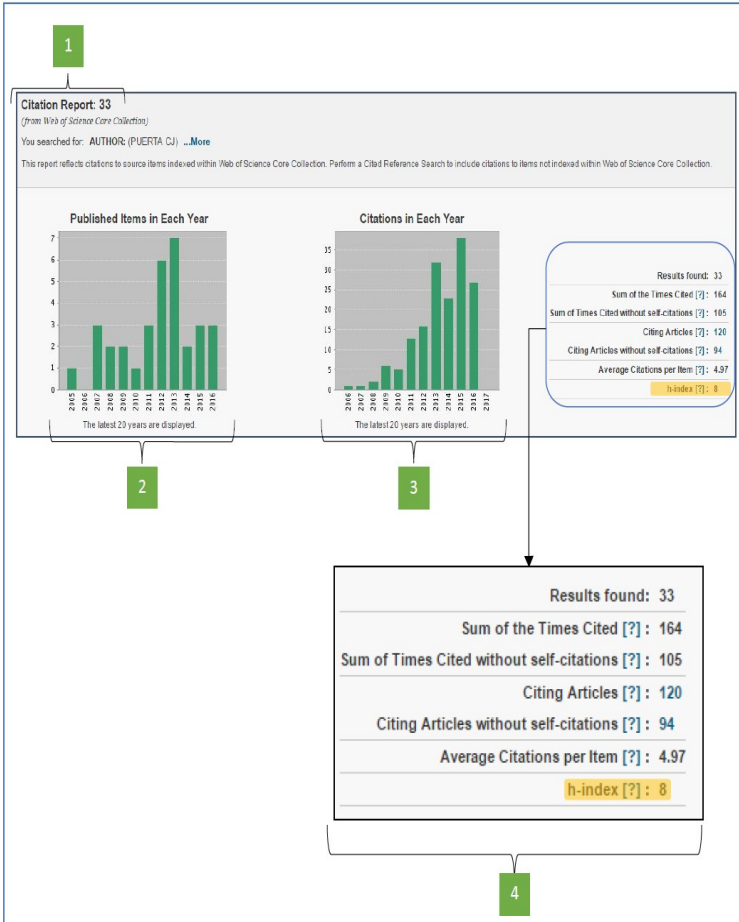 1
Citation Report: 33
(from Web of Science Core Collection)
You searched for: AUTHOR: (PUERTA CJ) ...More
This report reflects citations to source items indexed within Web of Science Core Collection. Perform a Cited Reference Search to include citations to items not indexed within Web of Science Core Collection.
Published Items in Each Year
7
6
5
4
3
2
1
0
2005
2006
2007
2008
2009
2010
2011
2012
2013
2014
2015
2016
The latest 20 years are displayed.
2
Citations in Each Year
35
30
25
20
15
10
5
0
2006
2007
2008
2009
2010
2011
2012
2013
2014
2015
2016
2017
The latest 20 years are displayed.
3
Results found: 33
Sum of the Times Cited [?] : 164
Sum of Times Cited without self-citations [?] : 105
Citing Articles [?] : 120
Citing Articles without self-citations [?] : 94
Average Citations per Item [?] : 4.97
h-index [?] : 8
Results found: 33
Sum of the Times Cited [?] : 164
Sum of Times Cited without self-citations [?] : 105
Citing Articles [?] : 120
Citing Articles without self-citations [?] : 94
Average Citations per Item [?] : 4.97
h-index [?] : 8
4